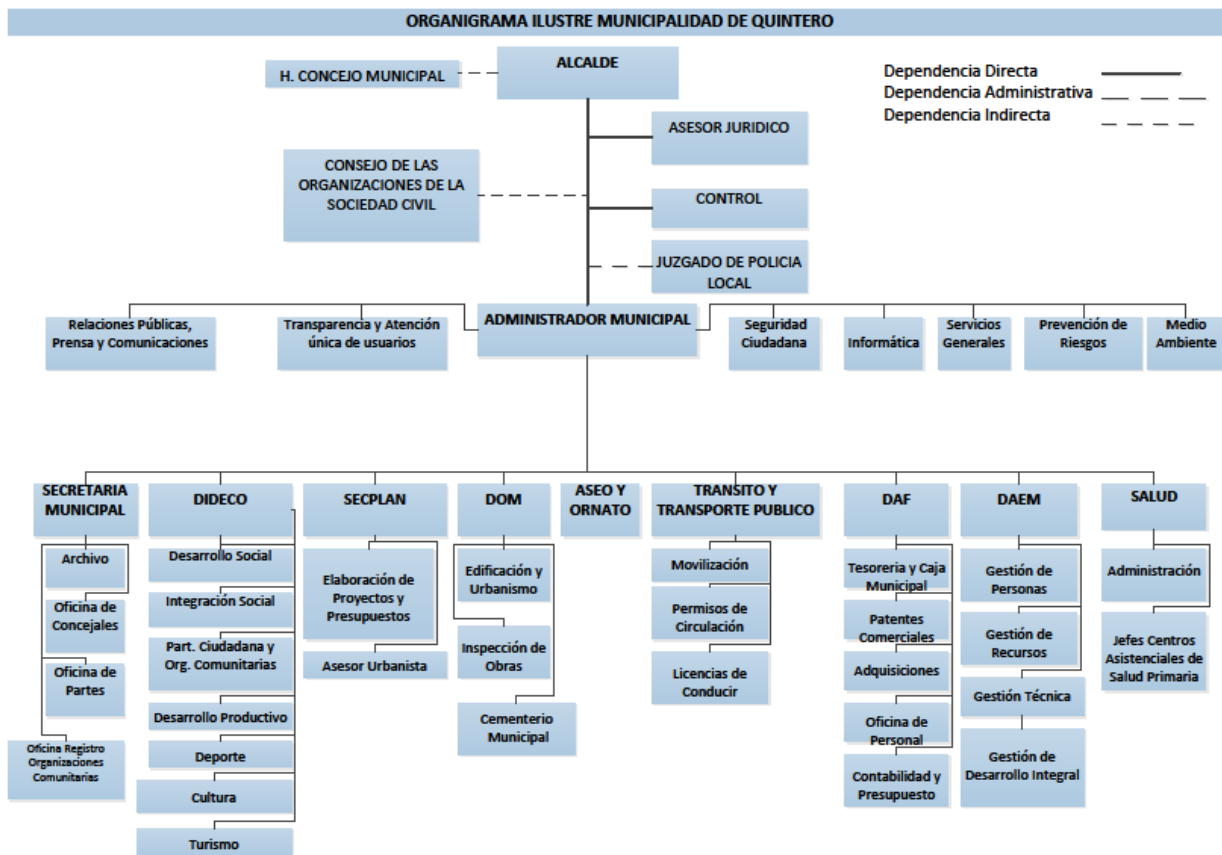 ORGANIGRAMA ILUSTRE MUNICIPALIDAD DE QUINTERO
ALCALDE
H. CONCEJO MUNICIPAL
Dependencia Directa
Dependencia Administrativa
Dependencia Indirecta
ASESOR JURIDICO
CONSEJO DE LAS
ORGANIZACIONES DE LA
SOCIEDAD CIVIL
CONTROL
JUZGADO DE POLICIA
LOCAL
ADMINISTRADOR MUNICIPAL
Relaciones Públicas,
Prensa y Comunicaciones
Transparencia y Atención
única de usuarios
Seguridad
Ciudadana
Informática
Servicios
Generales
Prevención de
Riesgos
Medio
Ambiente
SECRETARIA
MUNICIPAL
Archivo
Oficina de
Concejales
Oficina de
Partes
Oficina Registro
Organizaciones
Comunitarias
DIDECO
Desarrollo Social
Integración Social
Part. Ciudadana y
Org. Comunitarias
Desarrollo Productivo
Deporte
Cultura
Turismo
SECPLAN
Elaboración de
Proyectos y
Presupuestos
Asesor Urbanista
DOM
Edificación y
Urbanismo
Inspección de
Obras
Cementerio
Municipal
ASEO Y
ORNATO
TRANSITO Y
TRANSPORTE PUBLICO
Movilización
Permisos de
Circulación
Licencias de
Conducir
DAF
Tesoreria y Caja
Municipal
Patentes
Comerciales
Adquisiciones
Oficina de
Personal
Contabilidad y
Presupuesto
DAEM
Gestión de
Personas
Gestión de
Recursos
Gestión Técnica
Gestión de
Desarrollo Integral
SALUD
Administración
Jefes Centros
Asistenciales de
Salud Primaria